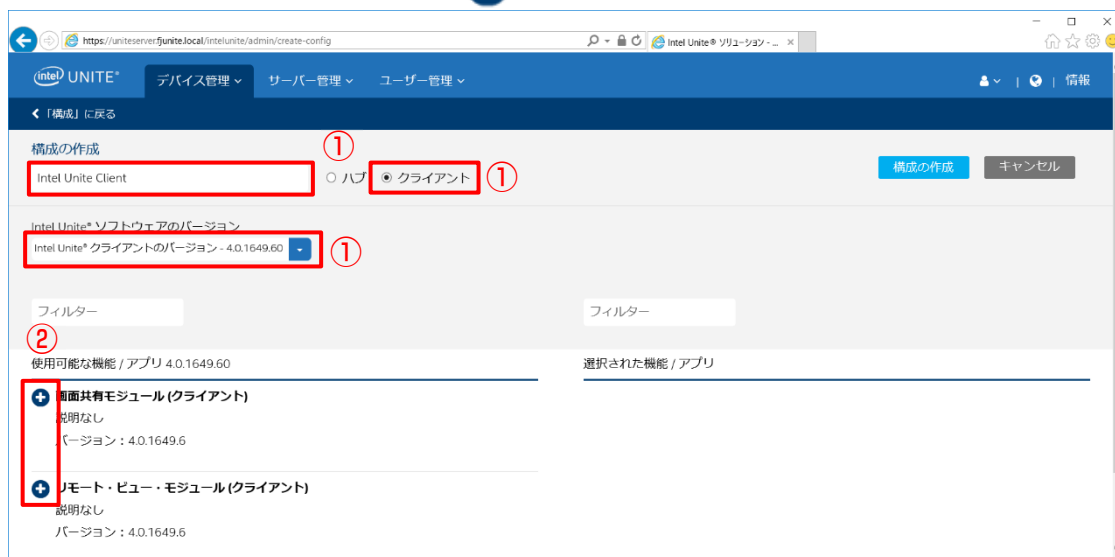 https://uniteserver.fjunite.local/intelunite/admin/create-config
Intel Unite® ソリューション - ...
intel UNITE®
デバイス管理 サーバー管理 ユーザー管理
情報
「構成」に戻る
構成の作成
①
Intel Unite Client
ハブ
クライアント
①
構成の作成
キャンセル
Intel Unite® ソフトウェアのバージョン
Intel Unite® クライアントのバージョン - 4.0.1649.60
①
フィルター
フィルター
②
使用可能な機能 / アプリ 4.0.1649.60
選択された機能 / アプリ
画面共有モジュール (クライアント)
説明なし
バージョン : 4.0.1649.6
リモート・ビュー・モジュール (クライアント)
説明なし
バージョン : 4.0.1649.6